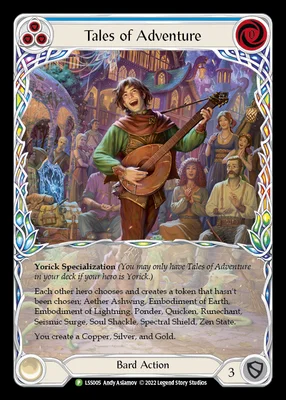 Tales of Adventure
Yorick Specialization (You may only have Tales of Adventure
in your deck if your hero is Yorick.)
Each other hero chooses and creates a token that hasn't
been chosen; Aether Ashwing, Embodiment of Earth,
Embodiment of Lightning, Ponder, Quicken, Runechant,
Seismic Surge, Soul Shackle, Spectral Shield, Zen State.
You create a Copper, Silver, and Gold.
Bard Action
3
P LSS005 Andy Aslamov © 2022 Legend Story Studios